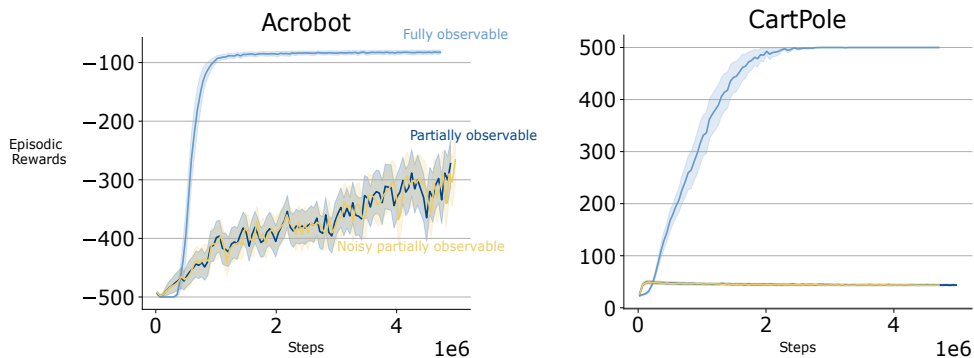 Acrobot
Fully observable
−100
−200
Partially observable
Episodic
Rewards
−300
−400
Noisy partially observable
−500
0
2
4
Steps
1e6
CartPole
500
400
300
200
100
0
0
2
4
Steps
1e6